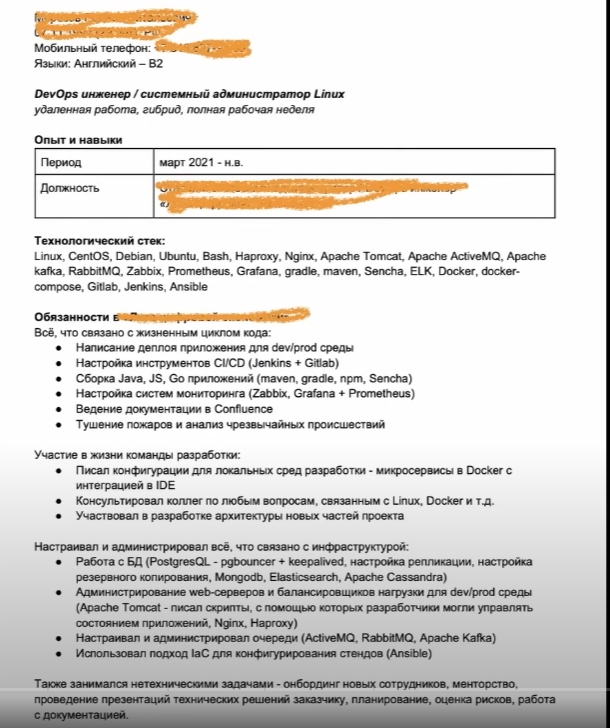 Мобильный телефон:
Языки: Английский – B2
DevOps инженер / системный администратор Linux
удаленная работа, гибрид, полная рабочая неделя
Опыт и навыки
Период март 2021 - н.в.
Должность
Технологический стек:
Linux, CentOS, Debian, Ubuntu, Bash, Haproxy, Nginx, Apache Tomcat, Apache ActiveMQ, Apache
kafka, RabbitMQ, Zabbix, Prometheus, Grafana, gradle, maven, Sencha, ELK, Docker, docker-
compose, Gitlab, Jenkins, Ansible
Обязанности в
Всё, что связано с жизненным циклом кода:
• Написание деплоя приложения для dev/prod среды
• Настройка инструментов CI/CD (Jenkins + Gitlab)
• Сборка Java, JS, Go приложений (maven, gradle, npm, Sencha)
• Настройка систем мониторинга (Zabbix, Grafana + Prometheus)
• Ведение документации в Confluence
• Тушение пожаров и анализ чрезвычайных происшествий
Участие в жизни команды разработки:
• Писал конфигурации для локальных сред разработки - микросервисы в Docker с
интеграцией в IDE
• Консультировал коллег по любым вопросам, связанным с Linux, Docker и т.д.
• Участвовал в разработке архитектуры новых частей проекта
Настраивал и администрировал всё, что связано с инфраструктурой:
• Работа с БД (PostgresQL - pgbouncer + keepalived, настройка репликации, настройка
резервного копирования, Mongodb, Elasticsearch, Apache Cassandra)
• Администрирование web-серверов и балансировщиков нагрузки для dev/prod среды
(Apache Tomcat - писал скрипты, с помощью которых разработчики могли управлять
состоянием приложений, Nginx, Haproxy)
• Настраивал и администрировал очереди (ActiveMQ, RabbitMQ, Apache Kafka)
• Использовал подход IaC для конфигурирования стендов (Ansible)
Также занимался нетехническими задачами - онбординг новых сотрудников, менторство,
проведение презентаций технических решений заказчику, планирование, оценка рисков, работа
с документацией.